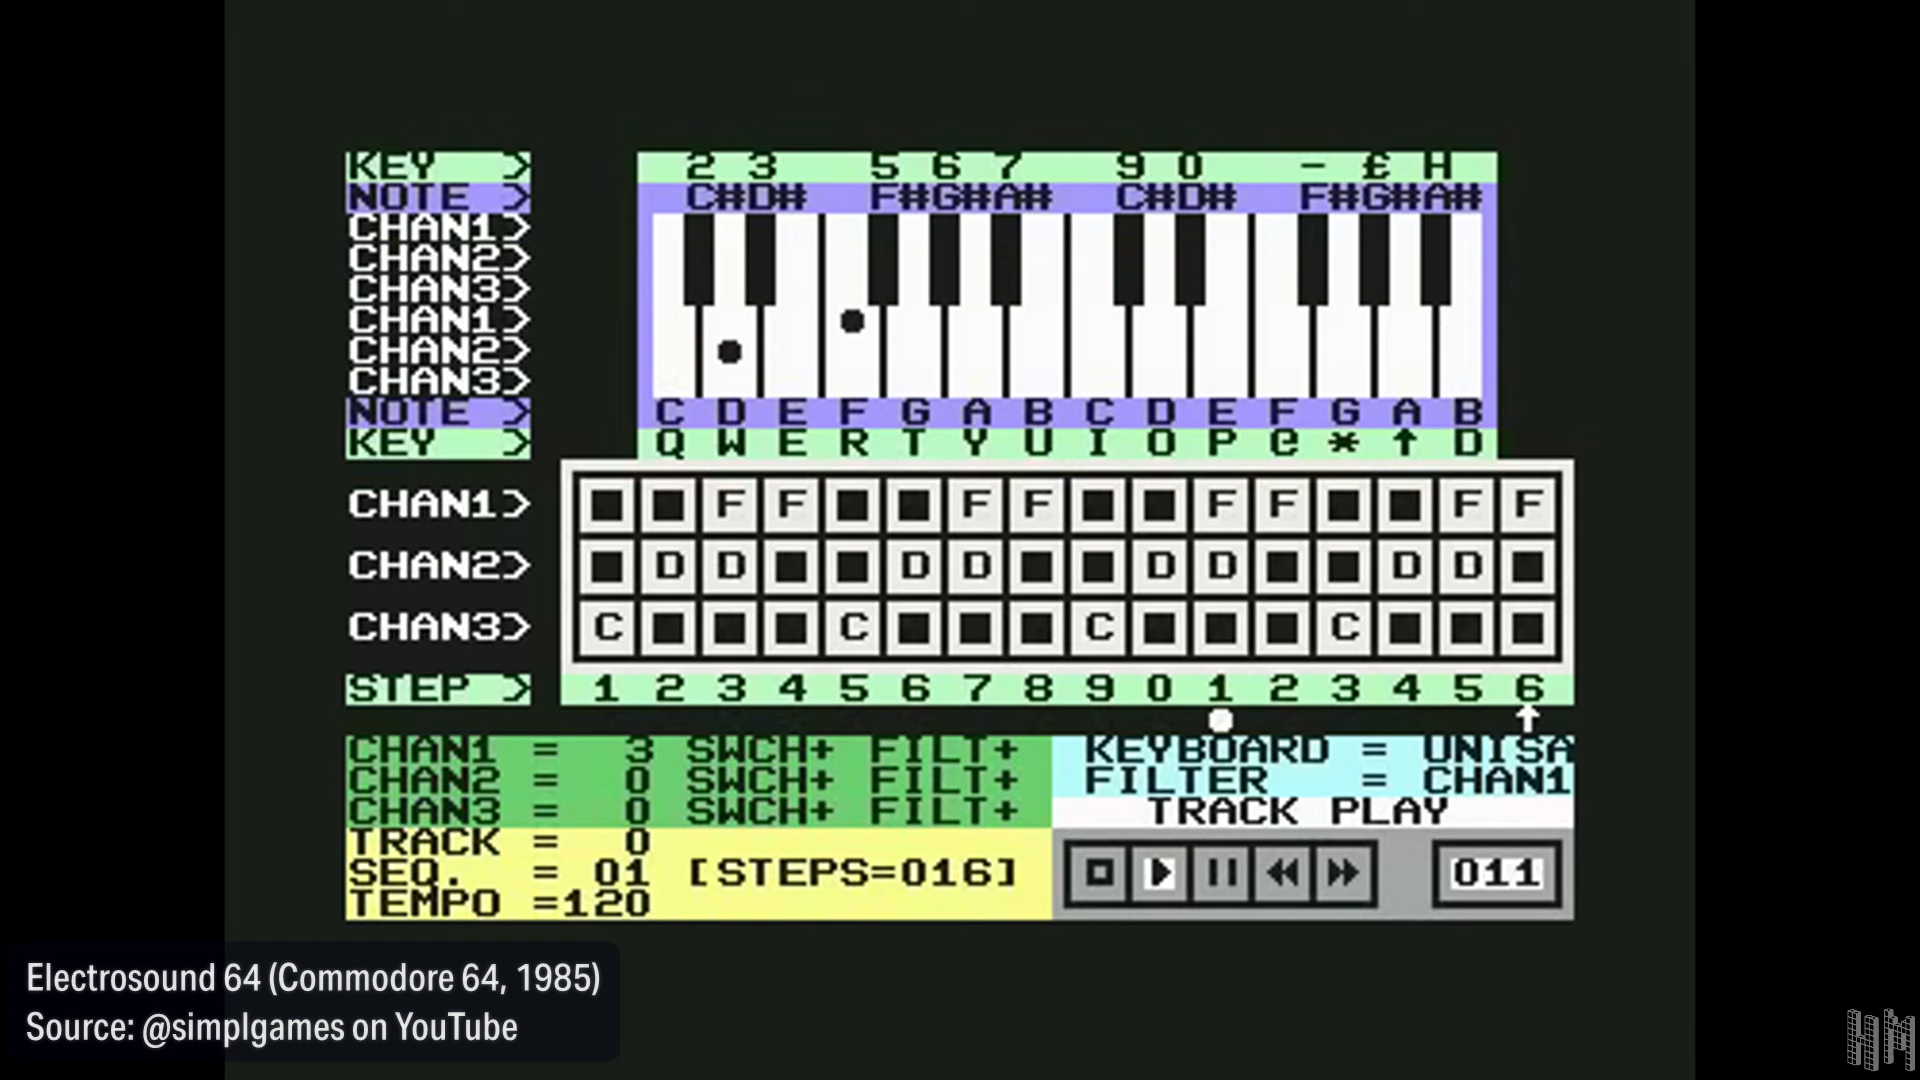 KEY > 2 3 5 6 7 9 0 - £ H
NOTE > C# D# F# G# A# C# D# F# G# A#
CHAN1>
CHAN2>
CHAN3>
CHAN1>
CHAN2>
CHAN3>
NOTE > C D E F G A B C D E F G A B
KEY > Q W E R T Y U I O P @ * ↑ D
CHAN1> F F F F F F F F
CHAN2> D D D D D D D D
CHAN3> C C C C
STEP > 1 2 3 4 5 6 7 8 9 0 1 2 3 4 5 6
CHAN1 = 3 SWCH+ FILT+ KEYBOARD = UNISA
CHAN2 = 0 SWCH+ FILT+ FILTER = CHAN1
CHAN3 = 0 SWCH+ FILT+ TRACK PLAY
TRACK = 0
SEQ. = 01 [STEPS=016] 011
TEMPO =120
Electrosound 64 (Commodore 64, 1985)
Source: @simplgames on YouTube
HM